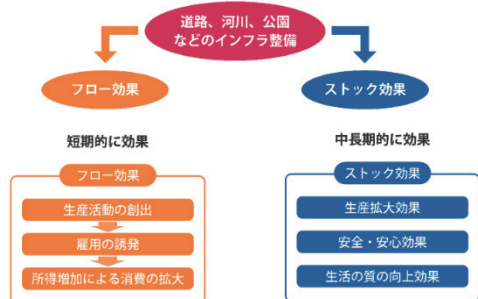 道路、河川、公園
などのインフラ整備
フロー効果
ストック効果
短期的に効果
中長期的に効果
フロー効果
生産活動の創出
雇用の誘発
所得増加による消費の拡大
ストック効果
生産拡大効果
安全・安心効果
生活の質の向上効果